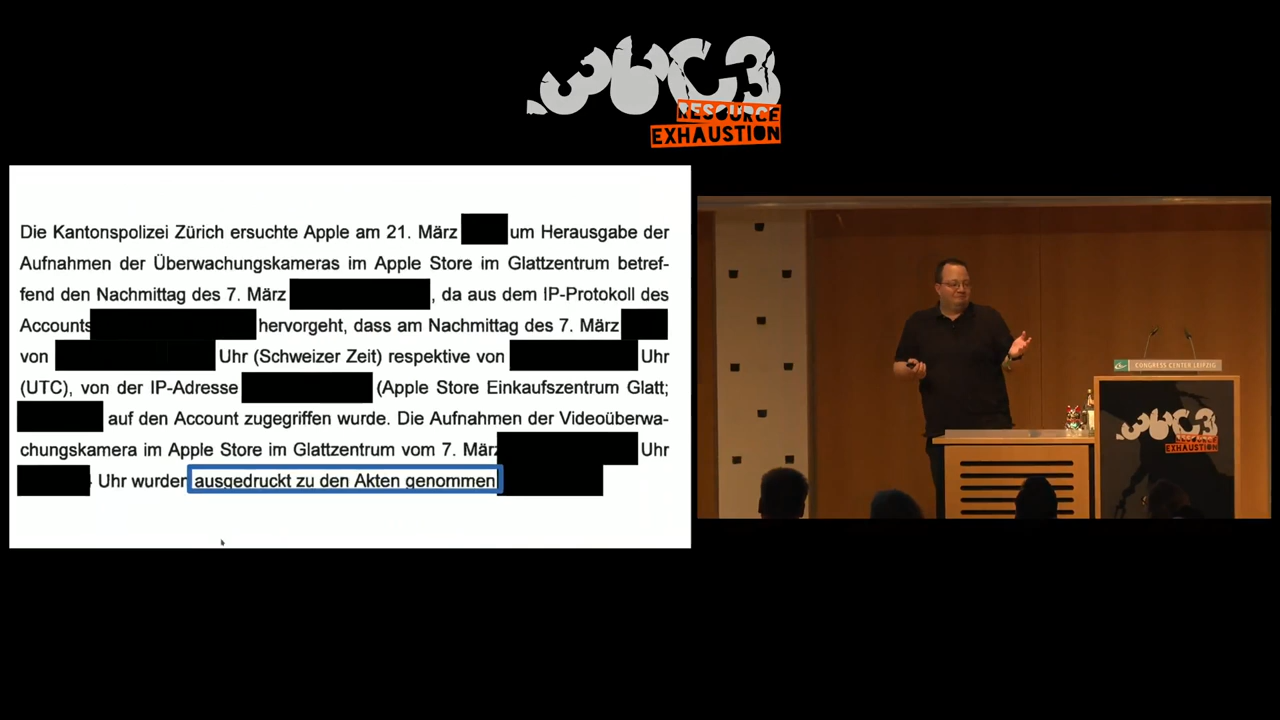 36C3
RESOURCE
EXHAUSTION
Die Kantonspolizei Zürich ersuchte Apple am 21. März um Herausgabe der
Aufnahmen der Überwachungskameras im Apple Store im Glattzentrum betref-
fend den Nachmittag des 7. März , da aus dem IP-Protokoll des
Accounts hervorgeht, dass am Nachmittag des 7. März
von Uhr (Schweizer Zeit) respektive von Uhr
(UTC), von der IP-Adresse (Apple Store Einkaufszentrum Glatt;
auf den Account zugegriffen wurde. Die Aufnahmen der Videoüberwa-
chungskamera im Apple Store im Glattzentrum vom 7. März Uhr
Uhr wurden ausgedruckt zu den Akten genommen
CONGRESS CENTER LEIPZIG
36C3
RESOURCE
EXHAUSTION